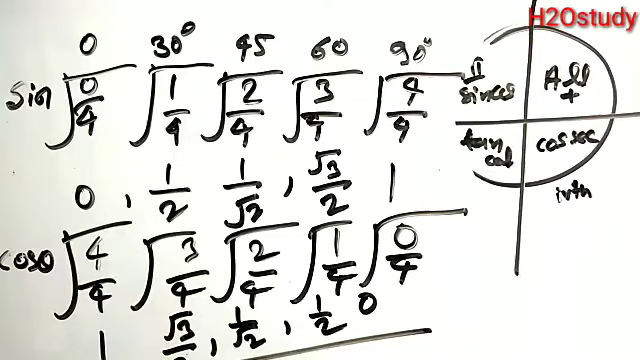 H2Ostudy
0 30° 45 60 90°
sin √0/4 √1/4 √2/4 √3/4 √4/4
0, 1/2 1/√2, √3/2 1
cosθ √4/4 √3/4 √2/4 √1/4 √0/4
1 √3/2, 1/√2, 1/2 0
II
sin cosec
All
+
tan
cot
cos sec
ivth